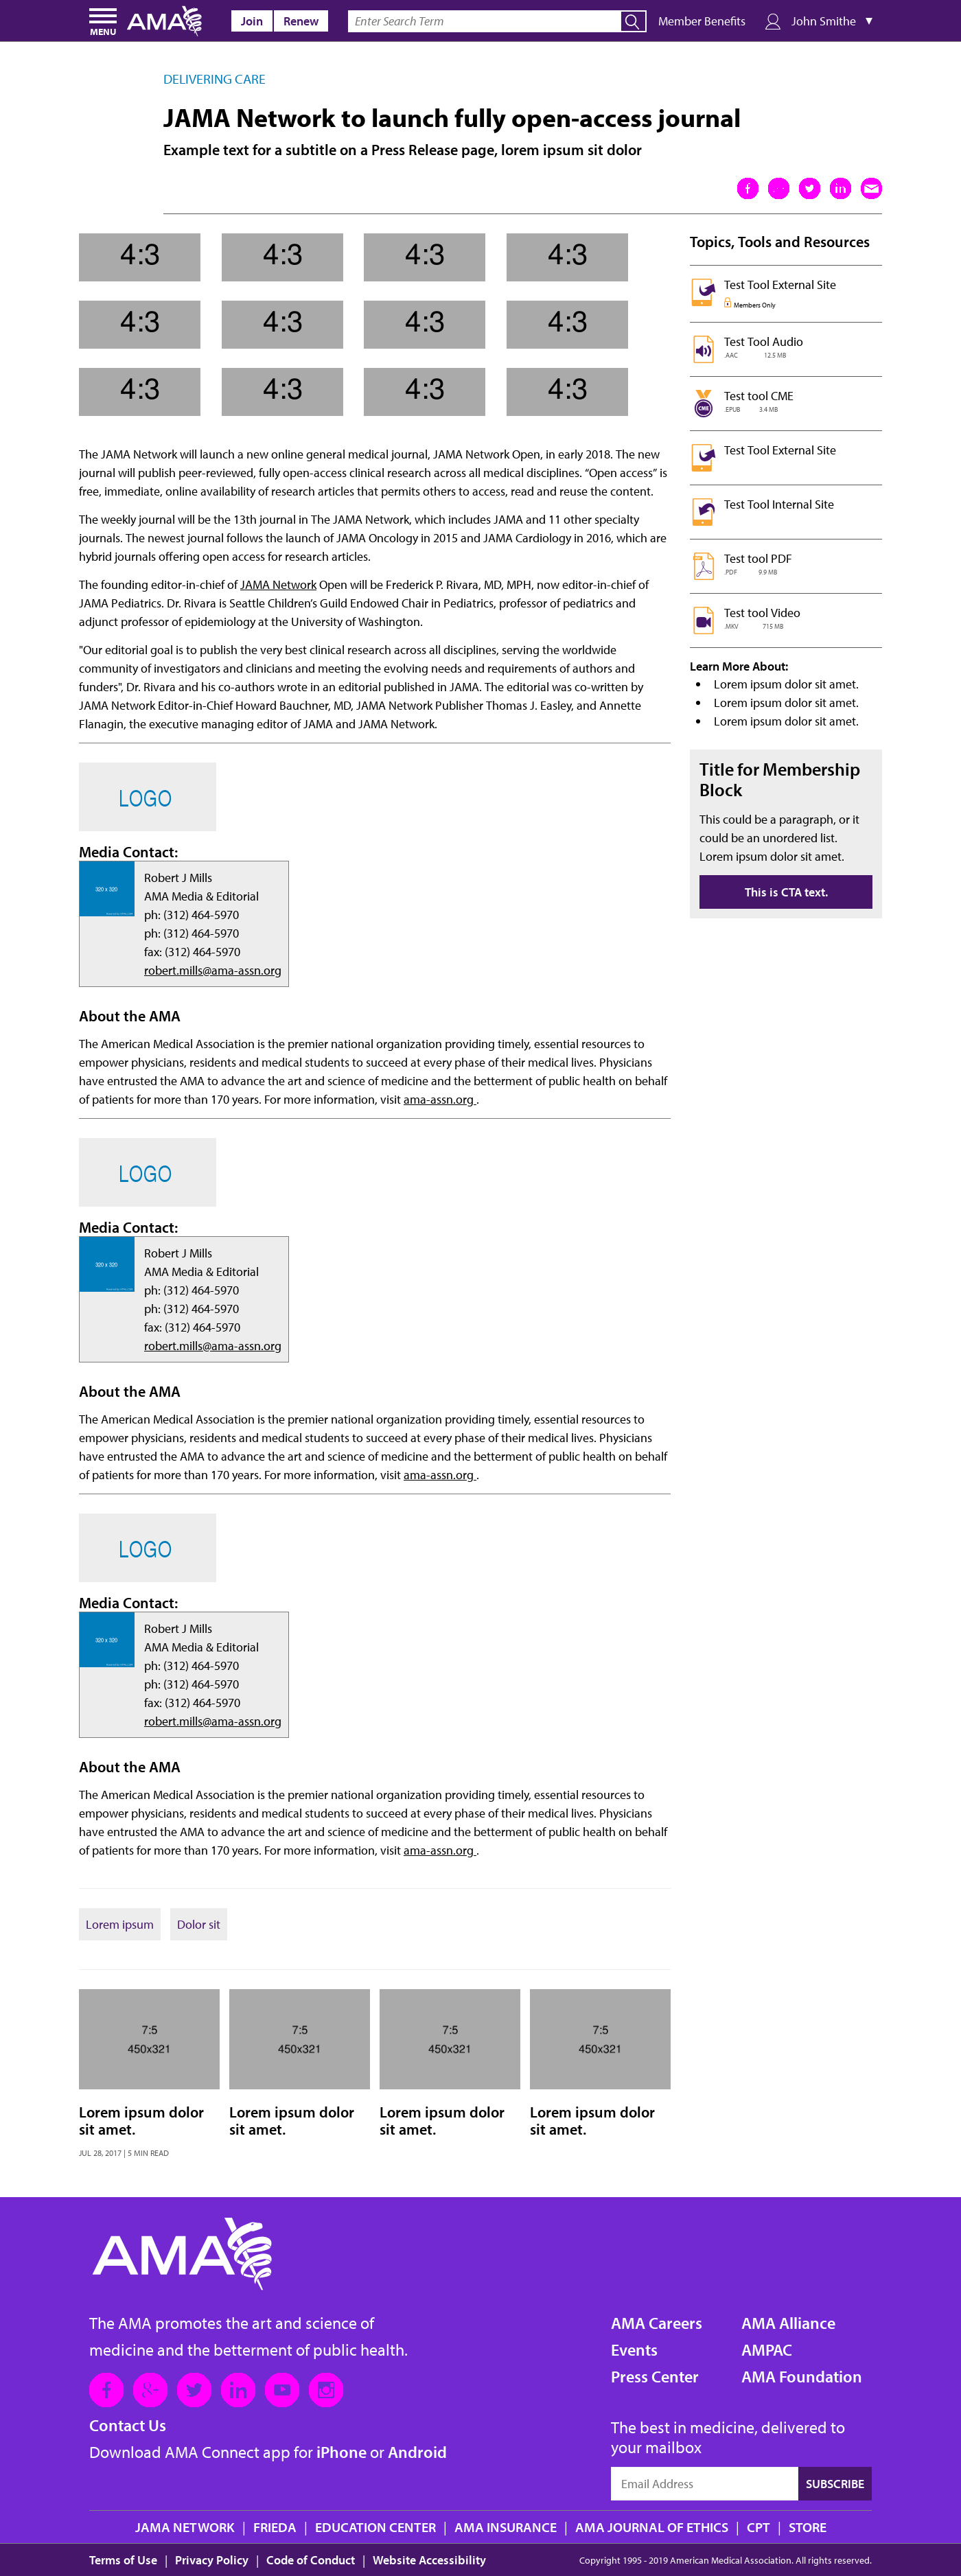 MENU
AMA
Join
Renew
Enter Search Term
Member Benefits
John Smithe
DELIVERING CARE
JAMA Network to launch fully open-access journal
Example text for a subtitle on a Press Release page, lorem ipsum sit dolor
4:3 4:3 4:3 4:3
4:3 4:3 4:3 4:3
4:3 4:3 4:3 4:3
The JAMA Network will launch a new online general medical journal, JAMA Network Open, in early 2018. The new
journal will publish peer-reviewed, fully open-access clinical research across all medical disciplines. “Open access” is
free, immediate, online availability of research articles that permits others to access, read and reuse the content.
The weekly journal will be the 13th journal in The JAMA Network, which includes JAMA and 11 other specialty
journals. The newest journal follows the launch of JAMA Oncology in 2015 and JAMA Cardiology in 2016, which are
hybrid journals offering open access for research articles.
The founding editor-in-chief of JAMA Network Open will be Frederick P. Rivara, MD, MPH, now editor-in-chief of
JAMA Pediatrics. Dr. Rivara is Seattle Children’s Guild Endowed Chair in Pediatrics, professor of pediatrics and
adjunct professor of epidemiology at the University of Washington.
"Our editorial goal is to publish the very best clinical research across all disciplines, serving the worldwide
community of investigators and clinicians and meeting the evolving needs and requirements of authors and
funders", Dr. Rivara and his co-authors wrote in an editorial published in JAMA. The editorial was co-written by
JAMA Network Editor-in-Chief Howard Bauchner, MD, JAMA Network Publisher Thomas J. Easley, and Annette
Flanagin, the executive managing editor of JAMA and JAMA Network.
LOGO
Media Contact:
320 x 320
Robert J Mills
AMA Media & Editorial
ph: (312) 464-5970
ph: (312) 464-5970
fax: (312) 464-5970
robert.mills@ama-assn.org
About the AMA
The American Medical Association is the premier national organization providing timely, essential resources to
empower physicians, residents and medical students to succeed at every phase of their medical lives. Physicians
have entrusted the AMA to advance the art and science of medicine and the betterment of public health on behalf
of patients for more than 170 years. For more information, visit ama-assn.org .
LOGO
Media Contact:
320 x 320
Robert J Mills
AMA Media & Editorial
ph: (312) 464-5970
ph: (312) 464-5970
fax: (312) 464-5970
robert.mills@ama-assn.org
About the AMA
The American Medical Association is the premier national organization providing timely, essential resources to
empower physicians, residents and medical students to succeed at every phase of their medical lives. Physicians
have entrusted the AMA to advance the art and science of medicine and the betterment of public health on behalf
of patients for more than 170 years. For more information, visit ama-assn.org .
LOGO
Media Contact:
320 x 320
Robert J Mills
AMA Media & Editorial
ph: (312) 464-5970
ph: (312) 464-5970
fax: (312) 464-5970
robert.mills@ama-assn.org
About the AMA
The American Medical Association is the premier national organization providing timely, essential resources to
empower physicians, residents and medical students to succeed at every phase of their medical lives. Physicians
have entrusted the AMA to advance the art and science of medicine and the betterment of public health on behalf
of patients for more than 170 years. For more information, visit ama-assn.org .
Lorem ipsum
Dolor sit
7:5 7:5 7:5 7:5
450x321 450x321 450x321 450x321
Lorem ipsum dolor
sit amet.
JUL 28, 2017 | 5 MIN READ
Lorem ipsum dolor
sit amet.
Lorem ipsum dolor
sit amet.
Lorem ipsum dolor
sit amet.
Topics, Tools and Resources
Test Tool External Site
Members Only
Test Tool Audio
.AAC 12.5 MB
CME
Test tool CME
.EPUB 3.4 MB
Test Tool External Site
Test Tool Internal Site
Test tool PDF
.PDF 9.9 MB
Test tool Video
.MKV 715 MB
Learn More About:
Lorem ipsum dolor sit amet.
Lorem ipsum dolor sit amet.
Lorem ipsum dolor sit amet.
Title for Membership
Block
This could be a paragraph, or it
could be an unordered list.
Lorem ipsum dolor sit amet.
This is CTA text.
AMA
The AMA promotes the art and science of
medicine and the betterment of public health.
Contact Us
Download AMA Connect app for iPhone or Android
AMA Careers
Events
Press Center
AMA Alliance
AMPAC
AMA Foundation
The best in medicine, delivered to
your mailbox
Email Address
SUBSCRIBE
JAMA NETWORK | FRIEDA | EDUCATION CENTER | AMA INSURANCE | AMA JOURNAL OF ETHICS | CPT | STORE
Terms of Use | Privacy Policy | Code of Conduct | Website Accessibility
Copyright 1995 - 2019 American Medical Association. All rights reserved.